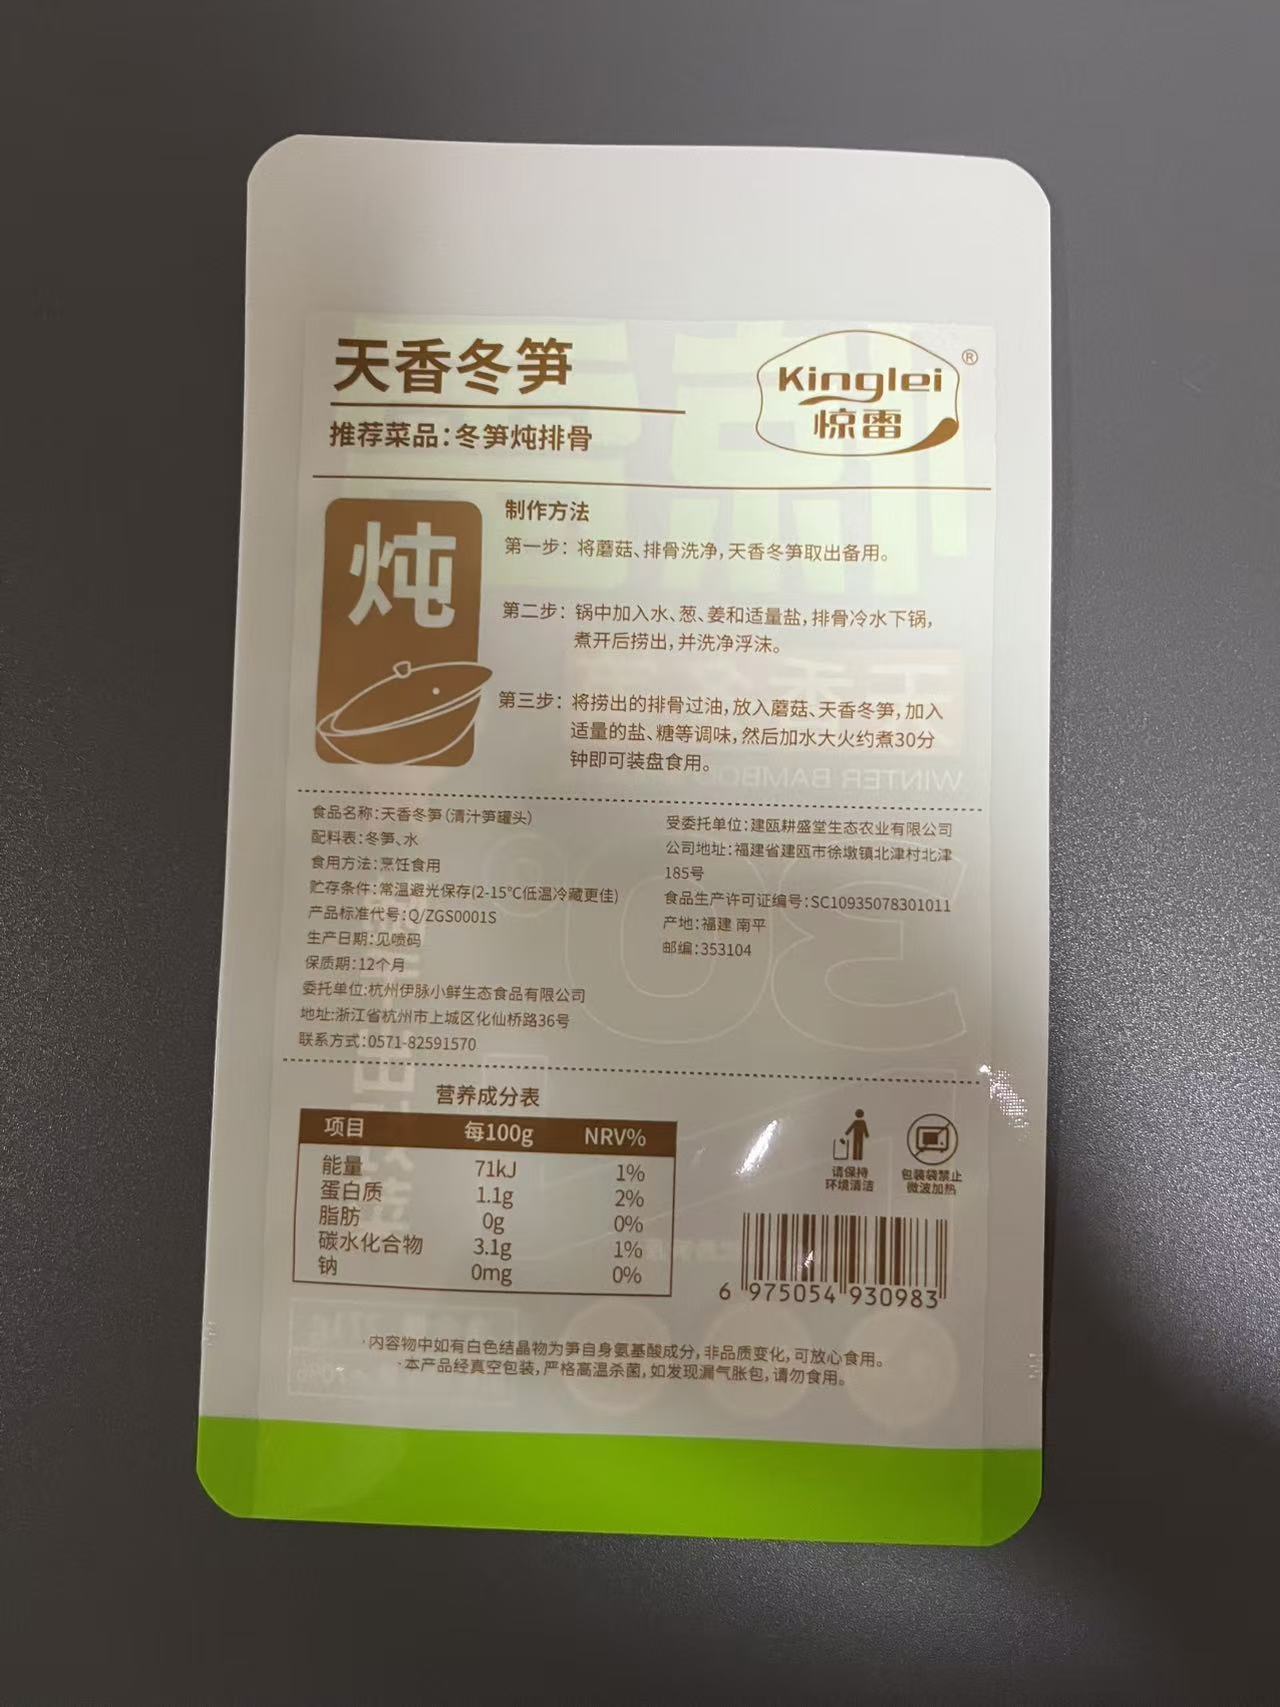 天香冬笋
Kinglei®
惊雷
推荐菜品：冬笋炖排骨
炖
制作方法
第一步：将蘑菇、排骨洗净，天香冬笋取出备用。
第二步：锅中加入水、葱、姜和适量盐，排骨冷水下锅，
煮开后捞出，并洗净浮沫。
第三步：将捞出的排骨过油，放入蘑菇、天香冬笋，加入
适量的盐、糖等调味，然后加水大火约煮30分
钟即可装盘食用。
食品名称：天香冬笋（清汁笋罐头）
配料表：冬笋、水
食用方法：烹饪食用
贮存条件：常温避光保存(2-15℃低温冷藏更佳)
产品标准代号：Q/ZGS0001S
生产日期：见喷码
保质期：12个月
委托单位:杭州伊脉小鲜生态食品有限公司
地址:浙江省杭州市上城区化仙桥路36号
联系方式：0571-82591570
受委托单位：建瓯耕盛堂生态农业有限公司
公司地址：福建省建瓯市徐墩镇北津村北津
185号
食品生产许可证编号：SC10935078301011
产地：福建 南平
邮编：353104
营养成分表
项目 每100g NRV%
能量 71kJ 1%
蛋白质 1.1g 2%
脂肪 0g 0%
碳水化合物 3.1g 1%
钠 0mg 0%
请保持
环境清洁
包装袋禁止
微波加热
6 975054 930983
·内容物中如有白色结晶物为笋自身氨基酸成分，非品质变化，可放心食用。
·本产品经真空包装，严格高温杀菌，如发现漏气胀包，请勿食用。